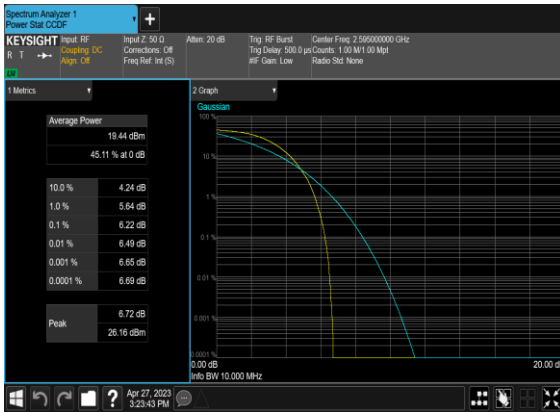 Spectrum Analyzer 1
Power Stat CCDF
KEYSIGHT
R T
LM
Input: RF
Coupling: DC
Align: Off
Input Z: 50 Ω
Corrections: Off
Freq Ref: Int (S)
Atten: 20 dB
Trig: RF Burst
Trig Delay: 500.0 µs
#IF Gain: Low
Center Freq: 2.595000000 GHz
Counts: 1.00 M/1.00 Mpt
Radio Std: None
1 Metrics
Average Power
19.44 dBm
45.11 % at 0 dB
10.0 % 4.24 dB
1.0 % 5.64 dB
0.1 % 6.22 dB
0.01 % 6.49 dB
0.001 % 6.65 dB
0.0001 % 6.69 dB
Peak
6.72 dB
26.16 dBm
2 Graph
Gaussian
100 %
10 %
1 %
0.1 %
0.01 %
0.001 %
0.0001 %
0.00 dB
20.00 d
Info BW 10.000 MHz
Apr 27, 2023
3:23:43 PM